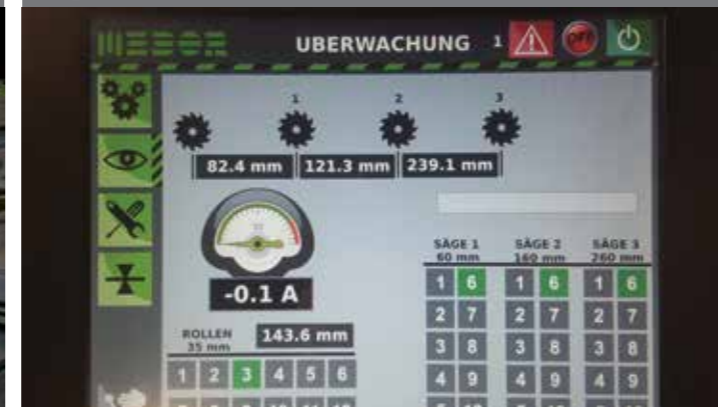 MEBOR
UBERWACHUNG 1 OFF
1 2 3
82.4 mm 121.3 mm 239.1 mm
-0.1 A
SÄGE 1 SÄGE 2 SÄGE 3
60 mm 160 mm 260 mm
1 6 1 6 1 6
2 7 2 7 2 7
3 8 3 8 3 8
4 9 4 9 4 9
ROLLEN 143.6 mm
35 mm
1 2 3 4 5 6